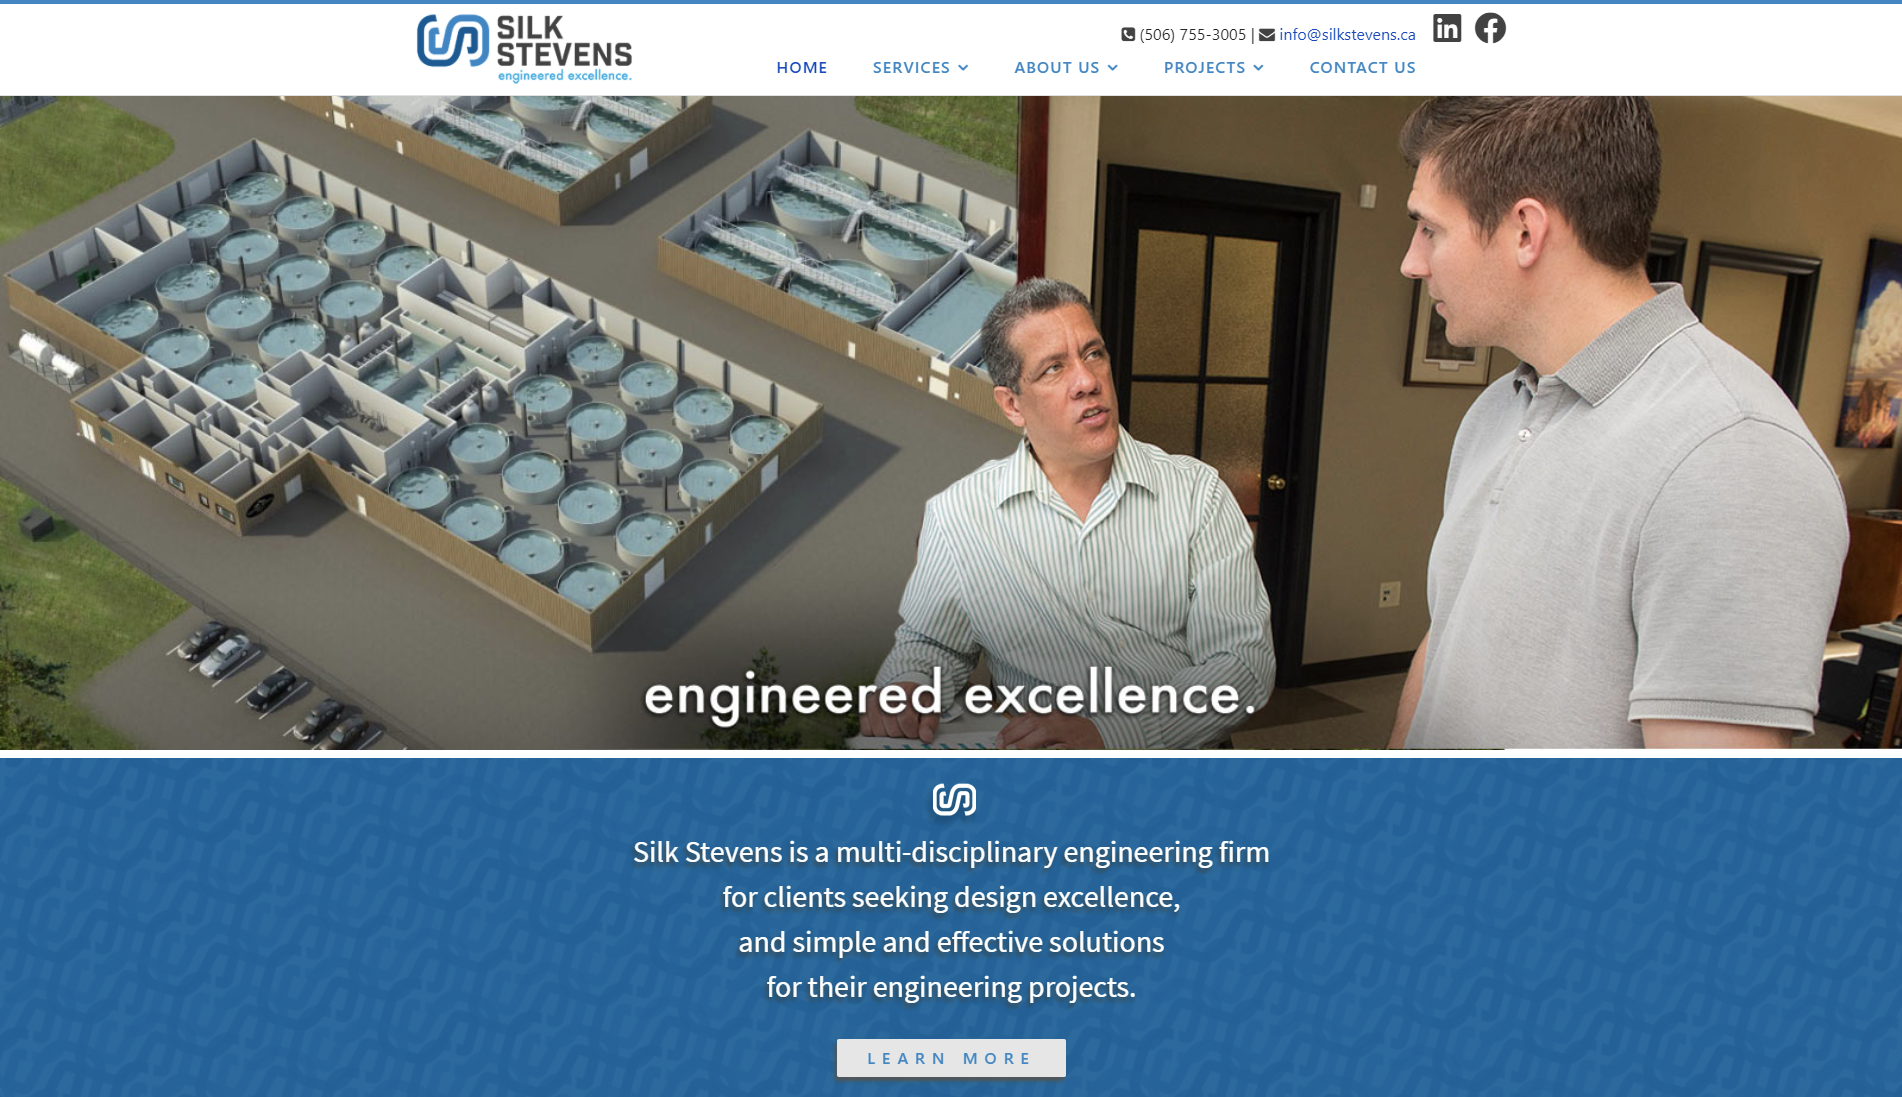 SILK
STEVENS
engineered excellence.
(506) 755-3005 | info@silkstevens.ca
HOME SERVICES ABOUT US PROJECTS CONTACT US
engineered excellence.
Silk Stevens is a multi-disciplinary engineering firm
for clients seeking design excellence,
and simple and effective solutions
for their engineering projects.
LEARN MORE